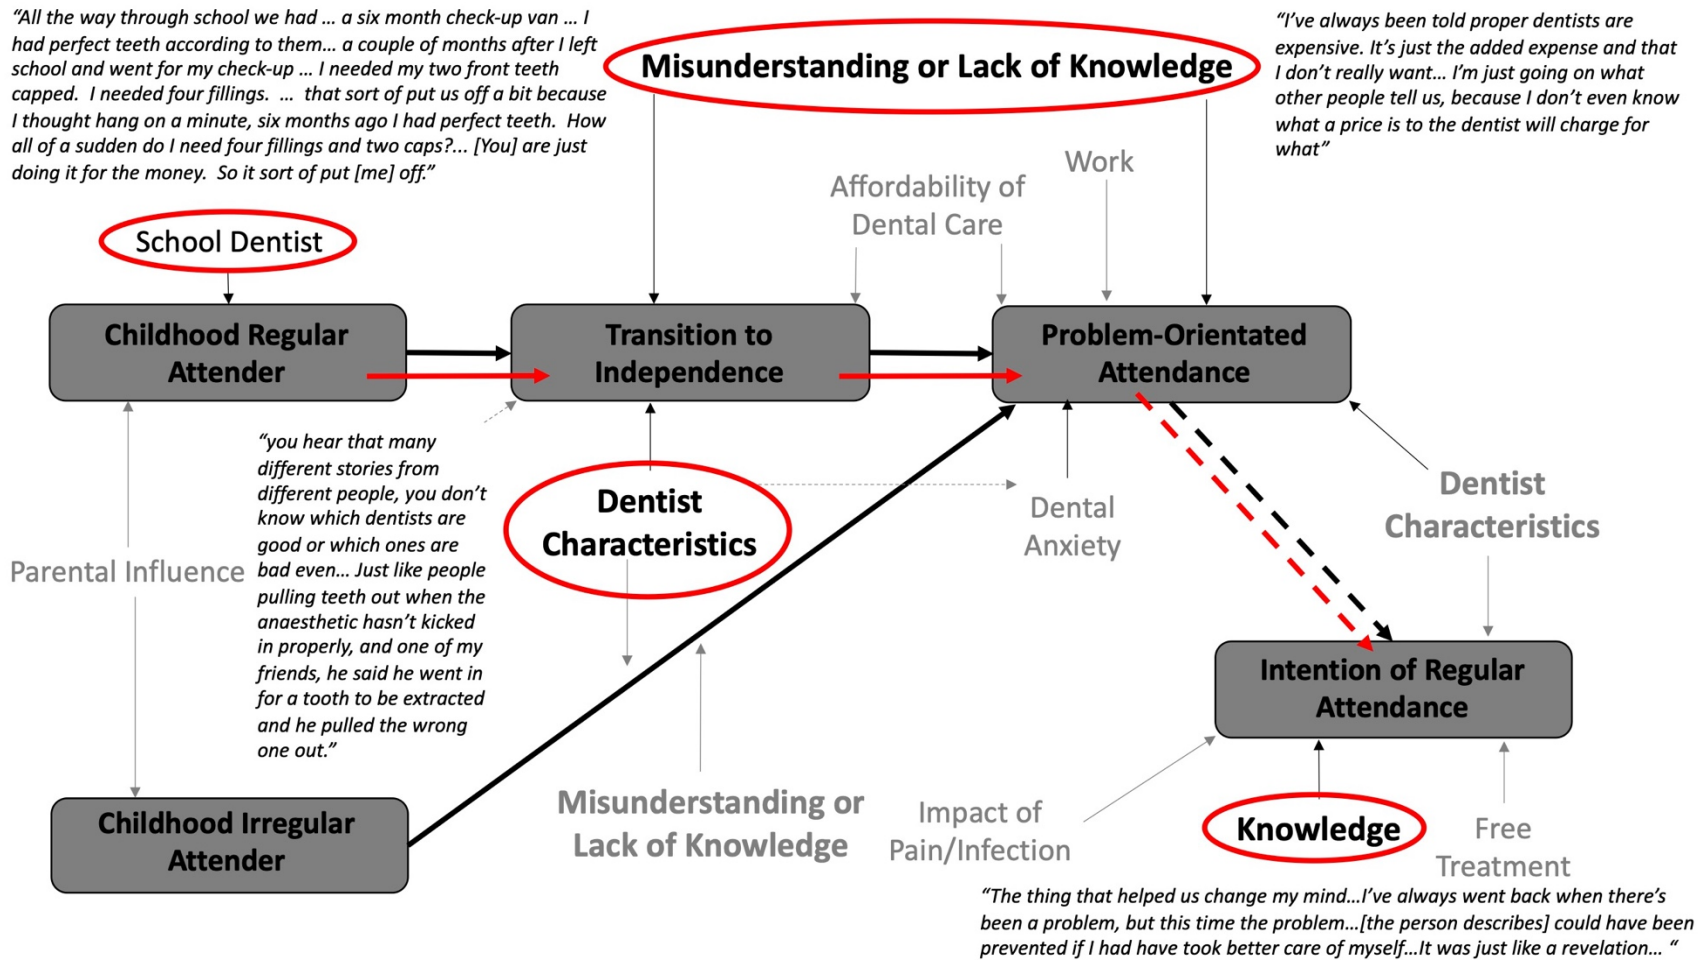 “All the way through school we had … a six month check-up van … I
had perfect teeth according to them… a couple of months after I left
school and went for my check-up … I needed my two front teeth
capped.  I needed four fillings.  …  that sort of put us off a bit because
I thought hang on a minute, six months ago I had perfect teeth.  How
all of a sudden do I need four fillings and two caps?... [You] are just
doing it for the money.  So it sort of put [me] off.”
Misunderstanding or Lack of Knowledge
“I’ve always been told proper dentists are
expensive. It’s just the added expense and that
I don’t really want… I’m just going on what
other people tell us, because I don’t even know
what a price is to the dentist will charge for
what”
Work
Affordability of
Dental Care
School Dentist
Childhood Regular
Attender
Transition to
Independence
Problem-Orientated
Attendance
“you hear that many
different stories from
different people, you don’t
know which dentists are
good or which ones are
bad even… Just like people
pulling teeth out when the
anaesthetic hasn’t kicked
in properly, and one of my
friends, he said he went in
for a tooth to be extracted
and he pulled the wrong
one out.”
Dentist
Characteristics
Dental
Anxiety
Dentist
Characteristics
Parental Influence
Intention of Regular
Attendance
Childhood Irregular
Attender
Misunderstanding or
Lack of Knowledge
Impact of
Pain/Infection
Knowledge
Free
Treatment
“The thing that helped us change my mind…I’ve always went back when there’s
been a problem, but this time the problem…[the person describes] could have been
prevented if I had have took better care of myself…It was just like a revelation… “